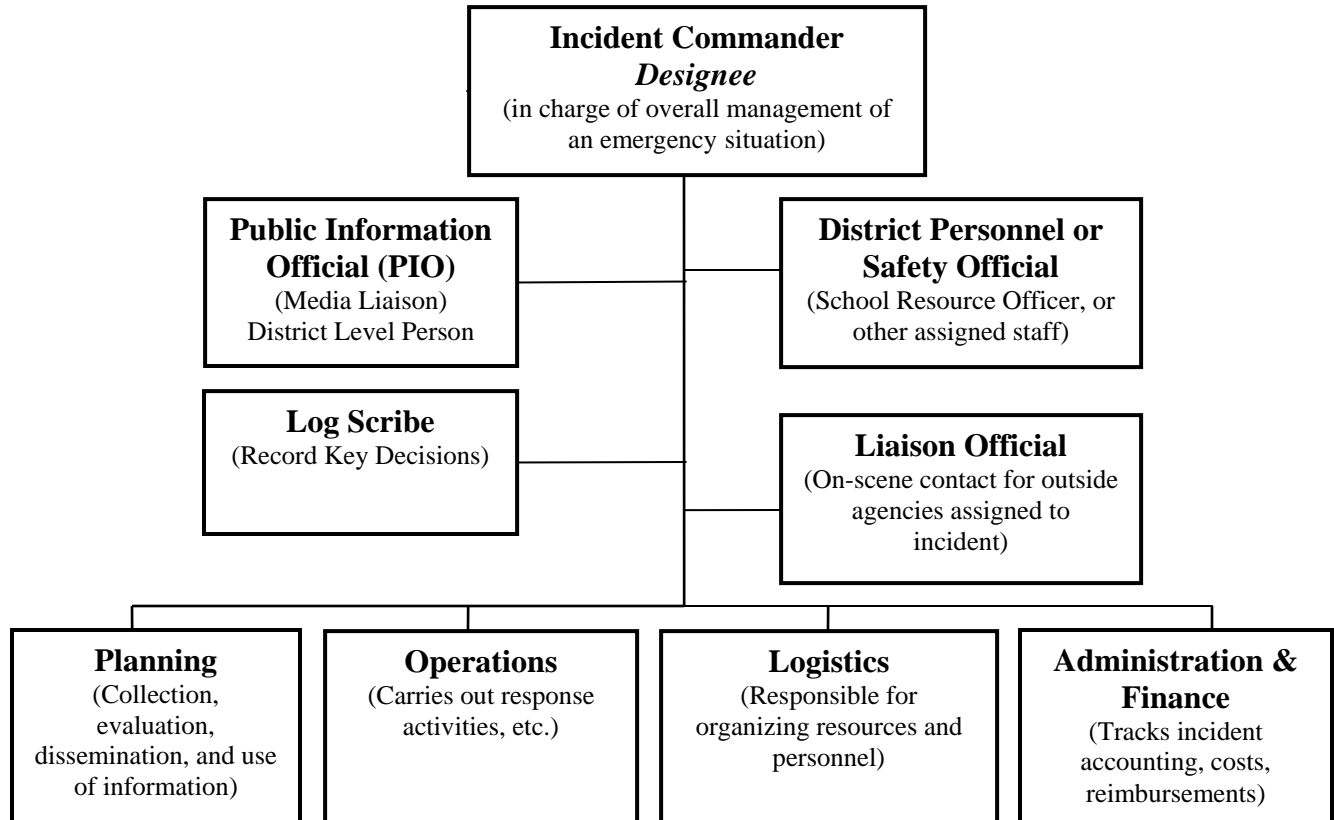 Incident Commander
Designee
(in charge of overall management of
an emergency situation)
Public Information
Official (PIO)
(Media Liaison)
District Level Person
District Personnel or
Safety Official
(School Resource Officer, or
other assigned staff)
Log Scribe
(Record Key Decisions)
Liaison Official
(On-scene contact for outside
agencies assigned to
incident)
Planning
(Collection,
evaluation,
dissemination, and use
of information)
Operations
(Carries out response
activities, etc.)
Logistics
(Responsible for
organizing resources and
personnel)
Administration &
Finance
(Tracks incident
accounting, costs,
reimbursements)